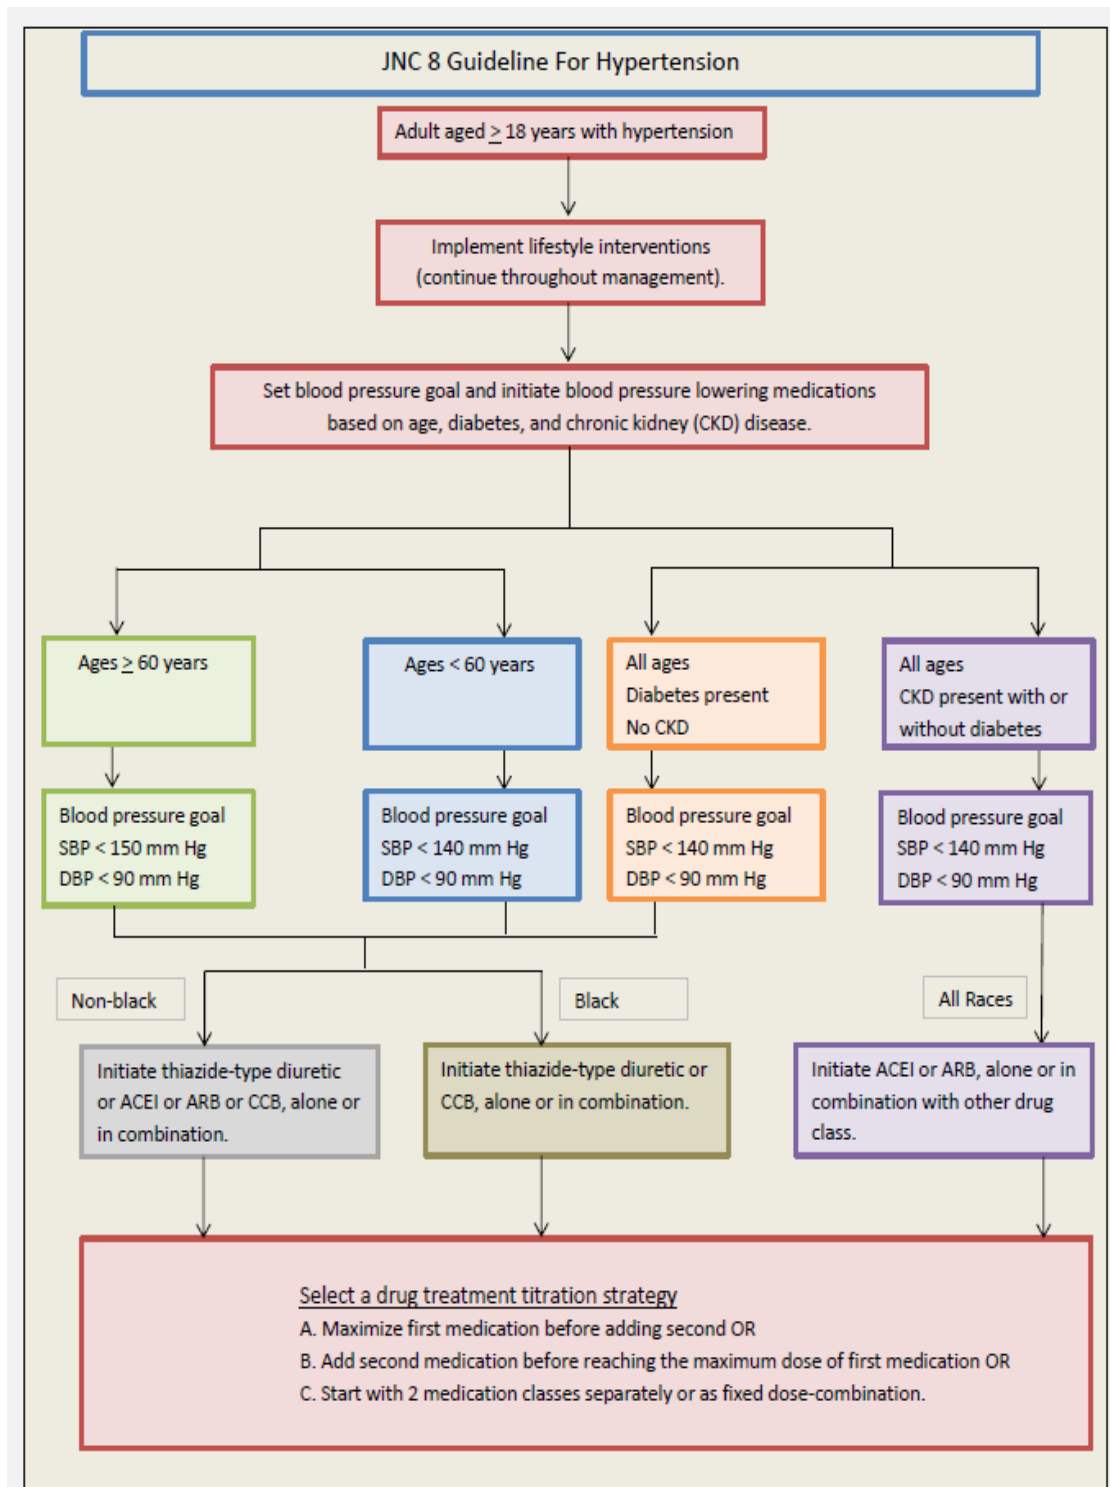 JNC 8 Guideline For Hypertension
Adult aged ≥ 18 years with hypertension
Implement lifestyle interventions
(continue throughout management).
Set blood pressure goal and initiate blood pressure lowering medications
based on age, diabetes, and chronic kidney (CKD) disease.
Ages ≥ 60 years
Ages < 60 years
All ages
Diabetes present
No CKD
All ages
CKD present with or
without diabetes
Blood pressure goal
SBP < 150 mm Hg
DBP < 90 mm Hg
Blood pressure goal
SBP < 140 mm Hg
DBP < 90 mm Hg
Blood pressure goal
SBP < 140 mm Hg
DBP < 90 mm Hg
Blood pressure goal
SBP < 140 mm Hg
DBP < 90 mm Hg
Non-black
Black
All Races
Initiate thiazide-type diuretic
or ACEI or ARB or CCB, alone or
in combination.
Initiate thiazide-type diuretic or
CCB, alone or in combination.
Initiate ACEI or ARB, alone or in
combination with other drug
class.
Select a drug treatment titration strategy
A. Maximize first medication before adding second OR
B. Add second medication before reaching the maximum dose of first medication OR
C. Start with 2 medication classes separately or as fixed dose-combination.